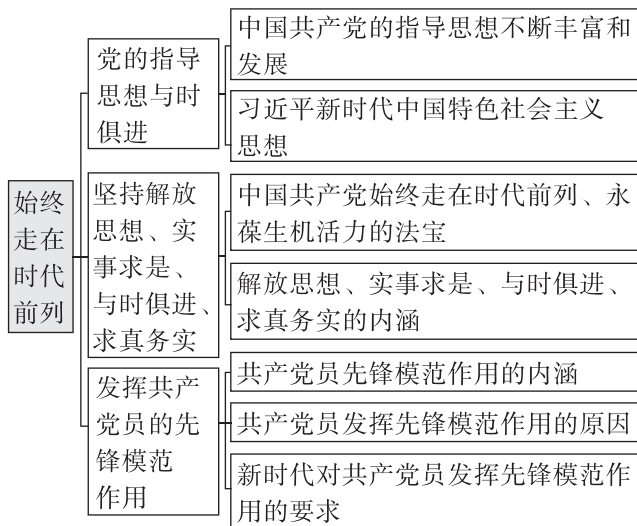 始终
走在
时代
前列
党的指导
思想与时
俱进
中国共产党的指导思想不断丰富和
发展
习近平新时代中国特色社会主义
思想
坚持解放
思想、实
事求是、
与时俱进、
求真务实
中国共产党始终走在时代前列、永
葆生机活力的法宝
解放思想、实事求是、与时俱进、
求真务实的内涵
发挥共产
党员的先
锋模范
作用
共产党员先锋模范作用的内涵
共产党员发挥先锋模范作用的原因
新时代对共产党员发挥先锋模范作
用的要求